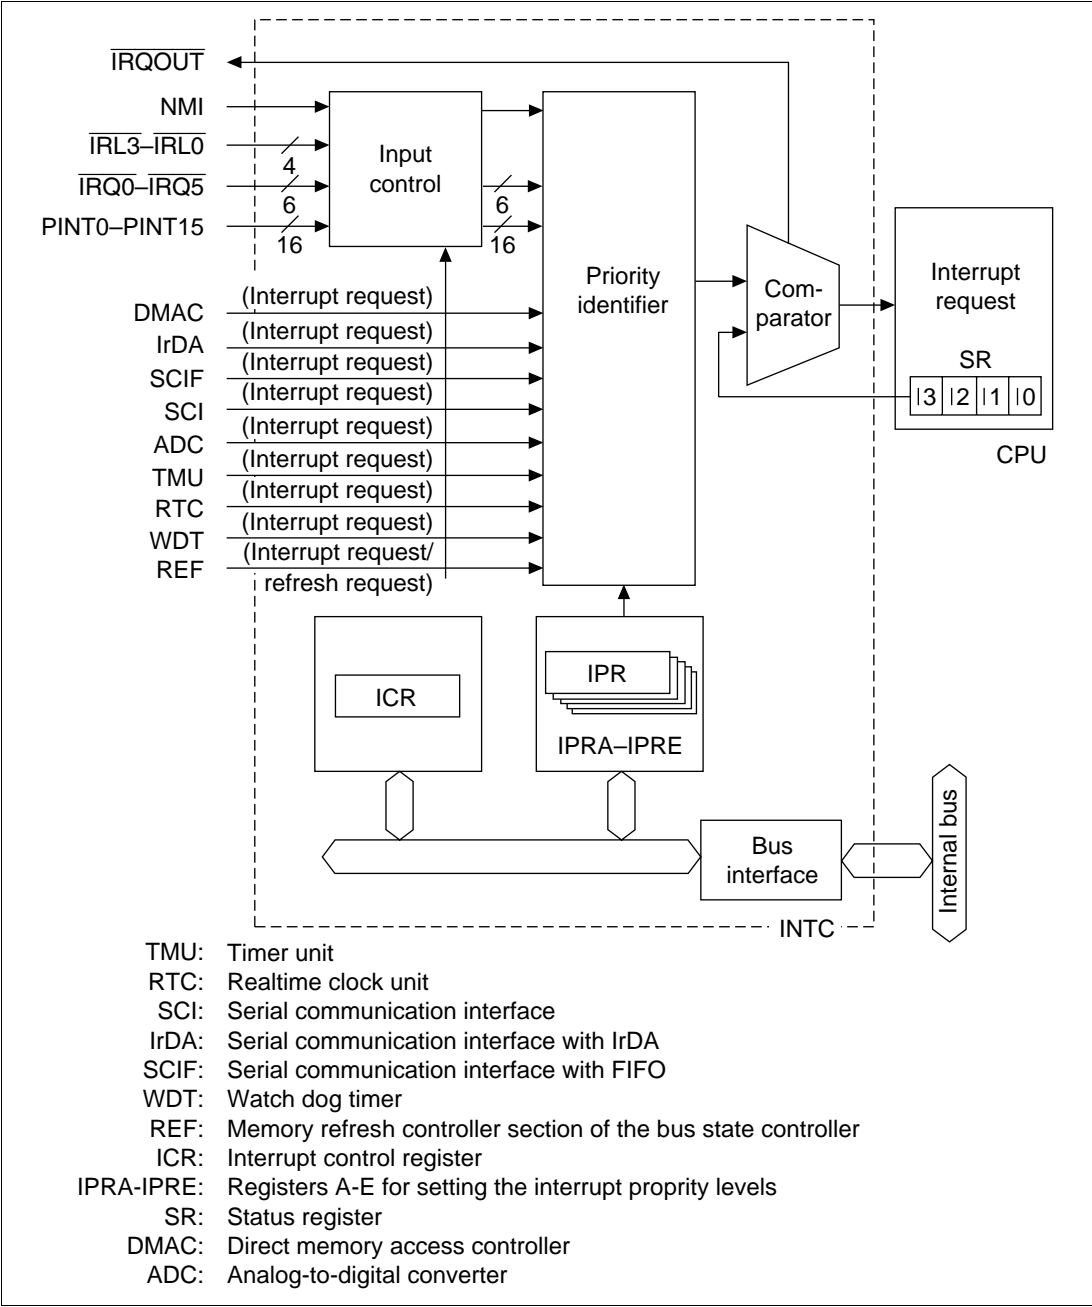 IRQOUT
NMI
IRL3–IRL0
4
IRQ0–IRQ5
6
PINT0–PINT15
16
Input
control
6
16
Priority
identifier
Com-
parator
Interrupt
request
SR
I3 I2 I1 I0
CPU
DMAC (Interrupt request)
IrDA (Interrupt request)
SCIF (Interrupt request)
SCI (Interrupt request)
ADC (Interrupt request)
TMU (Interrupt request)
RTC (Interrupt request)
WDT (Interrupt request)
REF (Interrupt request/
refresh request)
ICR
IPR
IPRA–IPRE
Bus
interface
Internal bus
INTC
TMU: Timer unit
RTC: Realtime clock unit
SCI: Serial communication interface
IrDA: Serial communication interface with IrDA
SCIF: Serial communication interface with FIFO
WDT: Watch dog timer
REF: Memory refresh controller section of the bus state controller
ICR: Interrupt control register
IPRA-IPRE: Registers A-E for setting the interrupt proprity levels
SR: Status register
DMAC: Direct memory access controller
ADC: Analog-to-digital converter